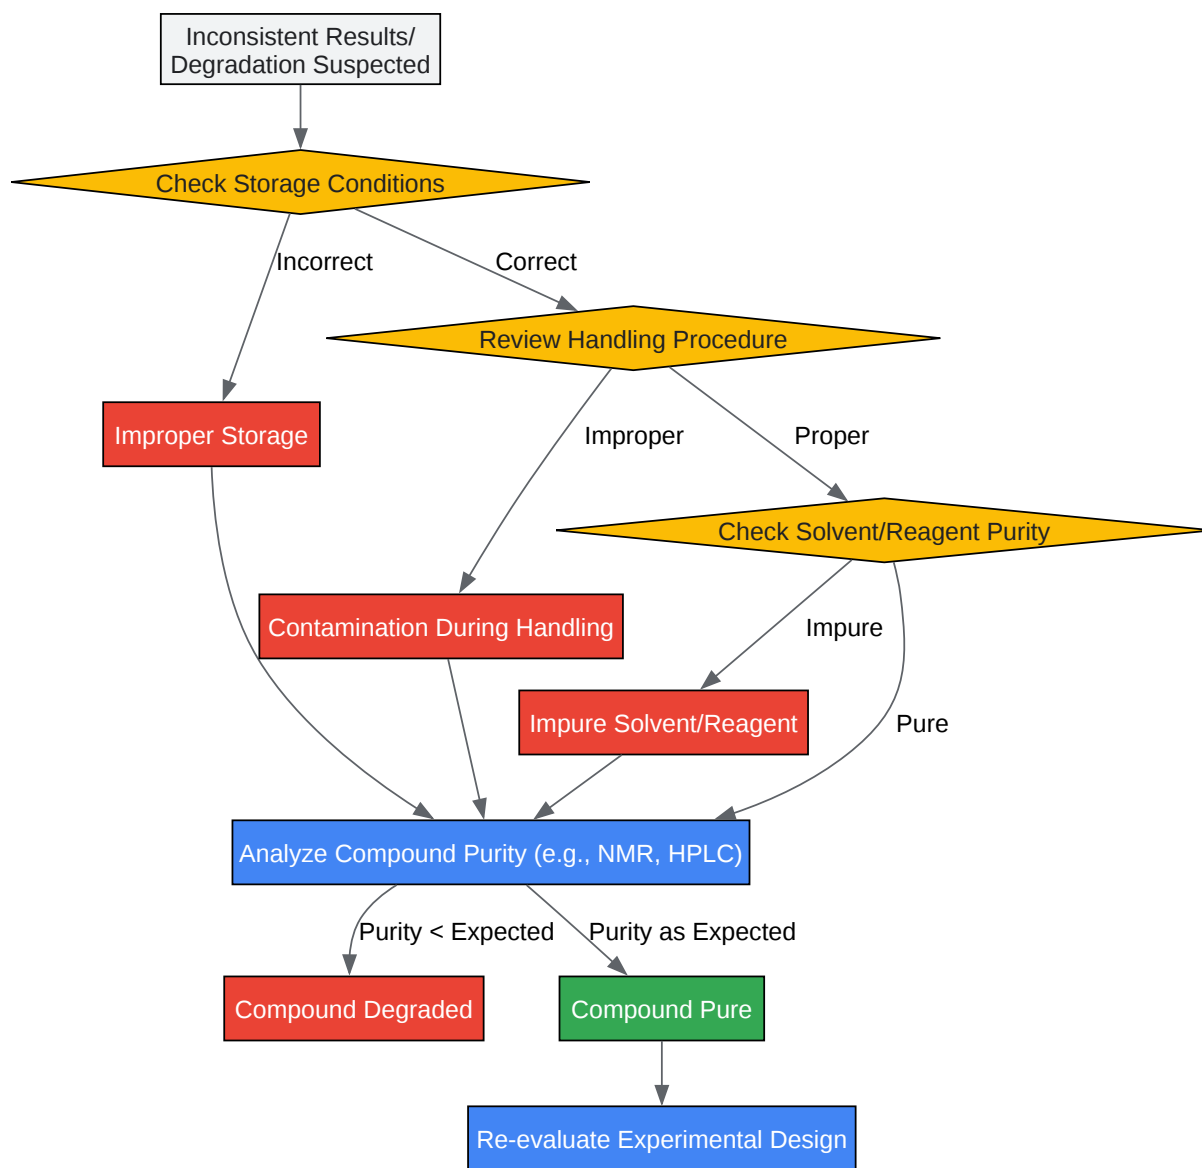 Inconsistent Results/
Degradation Suspected
Check Storage Conditions
Incorrect
Correct
Review Handling Procedure
Improper Storage
Improper
Proper
Check Solvent/Reagent Purity
Contamination During Handling
Impure
Impure Solvent/Reagent
Pure
Analyze Compound Purity (e.g., NMR, HPLC)
Purity < Expected
Purity as Expected
Compound Degraded
Compound Pure
Re-evaluate Experimental Design